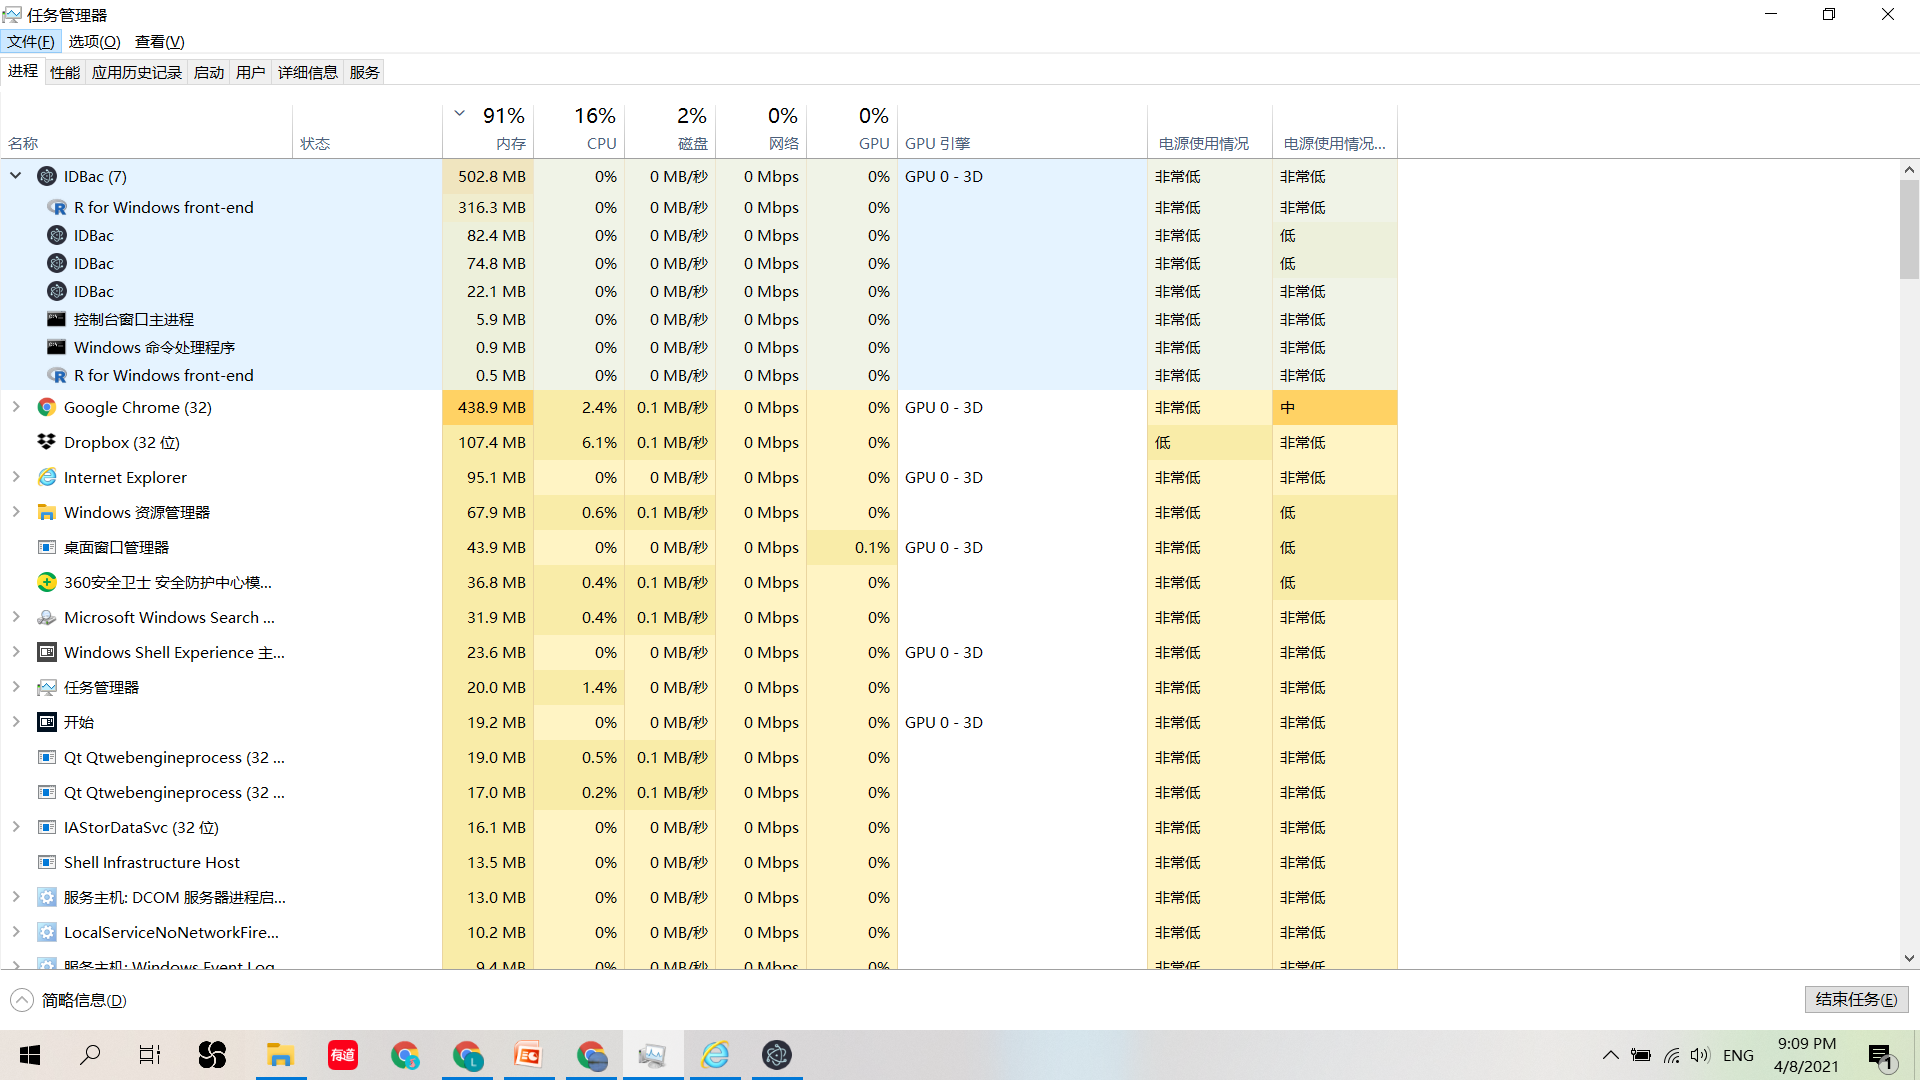 任务管理器
文件(F) 选项(O) 查看(V)
进程 性能 应用历史记录 启动 用户 详细信息 服务
91% 16% 2% 0% 0%
名称 状态 内存 CPU 磁盘 网络 GPU GPU 引擎 电源使用情况 电源使用情况...
IDBac (7) 502.8 MB 0% 0 MB/秒 0 Mbps 0% GPU 0 - 3D 非常低 非常低
R for Windows front-end 316.3 MB 0% 0 MB/秒 0 Mbps 0% 非常低 非常低
IDBac 82.4 MB 0% 0 MB/秒 0 Mbps 0% 非常低 低
IDBac 74.8 MB 0% 0 MB/秒 0 Mbps 0% 非常低 低
IDBac 22.1 MB 0% 0 MB/秒 0 Mbps 0% 非常低 非常低
控制台窗口主进程 5.9 MB 0% 0 MB/秒 0 Mbps 0% 非常低 非常低
Windows 命令处理程序 0.9 MB 0% 0 MB/秒 0 Mbps 0% 非常低 非常低
R for Windows front-end 0.5 MB 0% 0 MB/秒 0 Mbps 0% 非常低 非常低
Google Chrome (32) 438.9 MB 2.4% 0.1 MB/秒 0 Mbps 0% GPU 0 - 3D 非常低 中
Dropbox (32 位) 107.4 MB 6.1% 0.1 MB/秒 0 Mbps 0% 低 非常低
Internet Explorer 95.1 MB 0% 0 MB/秒 0 Mbps 0% GPU 0 - 3D 非常低 非常低
Windows 资源管理器 67.9 MB 0.6% 0.1 MB/秒 0 Mbps 0% 非常低 低
桌面窗口管理器 43.9 MB 0% 0 MB/秒 0 Mbps 0.1% GPU 0 - 3D 非常低 低
360安全卫士 安全防护中心模... 36.8 MB 0.4% 0.1 MB/秒 0 Mbps 0% 非常低 低
Microsoft Windows Search ... 31.9 MB 0.4% 0.1 MB/秒 0 Mbps 0% 非常低 非常低
Windows Shell Experience 主... 23.6 MB 0% 0 MB/秒 0 Mbps 0% GPU 0 - 3D 非常低 非常低
任务管理器 20.0 MB 1.4% 0 MB/秒 0 Mbps 0% 非常低 非常低
开始 19.2 MB 0% 0 MB/秒 0 Mbps 0% GPU 0 - 3D 非常低 非常低
Qt Qtwebengineprocess (32 ... 19.0 MB 0.5% 0.1 MB/秒 0 Mbps 0% 非常低 非常低
Qt Qtwebengineprocess (32 ... 17.0 MB 0.2% 0.1 MB/秒 0 Mbps 0% 非常低 非常低
IAStorDataSvc (32 位) 16.1 MB 0% 0 MB/秒 0 Mbps 0% 非常低 非常低
Shell Infrastructure Host 13.5 MB 0% 0 MB/秒 0 Mbps 0% 非常低 非常低
服务主机: DCOM 服务器进程启... 13.0 MB 0% 0 MB/秒 0 Mbps 0% 非常低 非常低
LocalServiceNoNetworkFire... 10.2 MB 0% 0 MB/秒 0 Mbps 0% 非常低 非常低
服务主机: Windows Event Log 9.4 MB 0% 0 MB/秒 0 Mbps 0% 非常低 非常低
简略信息(D) 结束任务(E)
有道 ENG 9:09 PM
4/8/2021 1